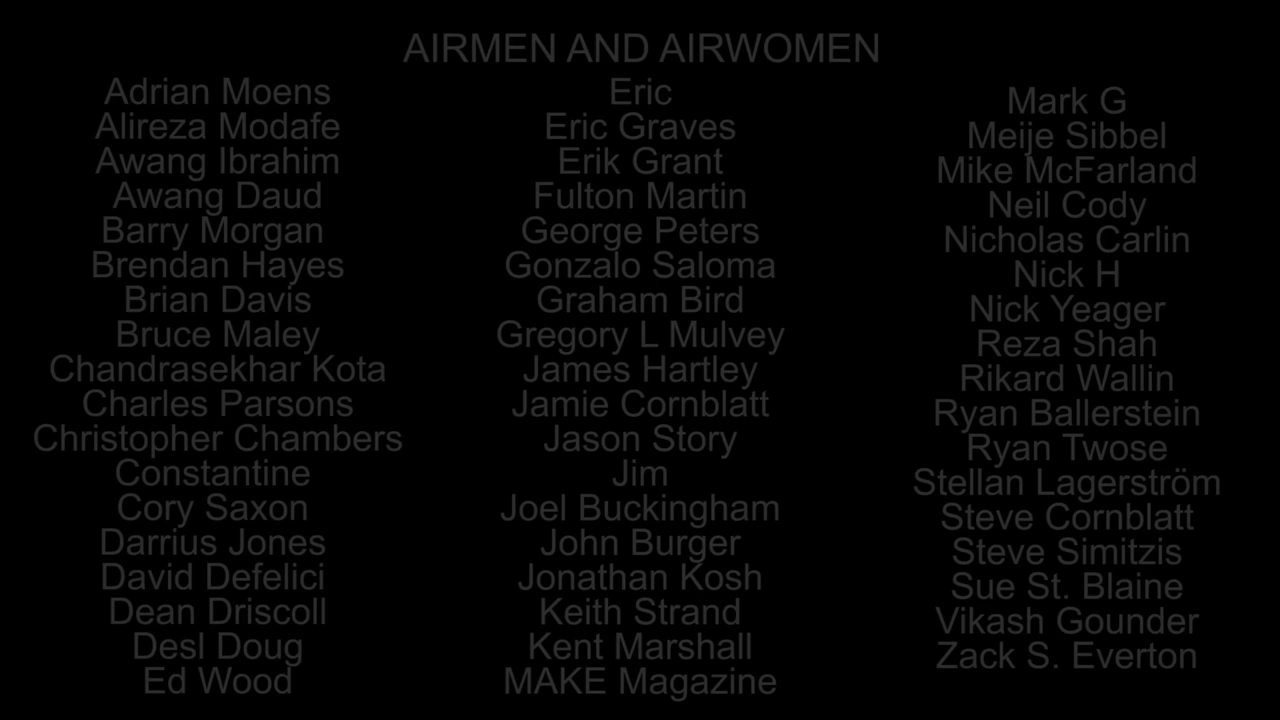 AIRMEN AND AIRWOMEN
Adrian Moens
Alireza Modafe
Awang Ibrahim
Awang Daud
Barry Morgan
Brendan Hayes
Brian Davis
Bruce Maley
Chandrasekhar Kota
Charles Parsons
Christopher Chambers
Constantine
Cory Saxon
Darrius Jones
David Defelici
Dean Driscoll
Desl Doug
Ed Wood
Eric
Eric Graves
Erik Grant
Fulton Martin
George Peters
Gonzalo Saloma
Graham Bird
Gregory L Mulvey
James Hartley
Jamie Cornblatt
Jason Story
Jim
Joel Buckingham
John Burger
Jonathan Kosh
Keith Strand
Kent Marshall
MAKE Magazine
Mark G
Meije Sibbel
Mike McFarland
Neil Cody
Nicholas Carlin
Nick H
Nick Yeager
Reza Shah
Rikard Wallin
Ryan Ballerstein
Ryan Twose
Stellan Lagerström
Steve Cornblatt
Steve Simitzis
Sue St. Blaine
Vikash Gounder
Zack S. Everton